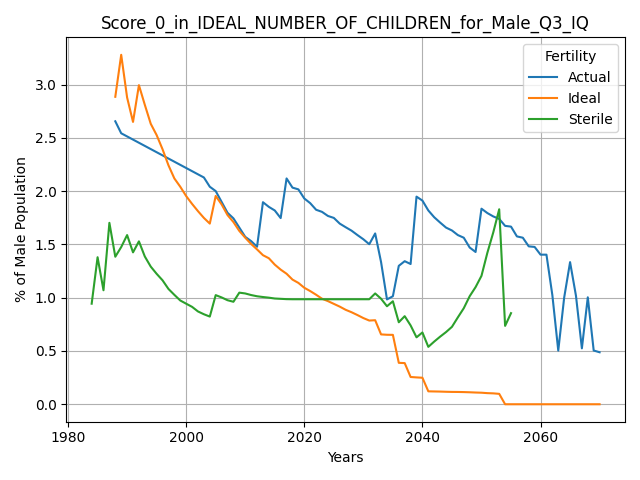 Score_0_in_IDEAL_NUMBER_OF_CHILDREN_for_Male_Q3_IQ
Fertility
Actual
Ideal
Sterile
% of Male Population
3.0
2.5
2.0
1.5
1.0
0.5
0.0
1980
2000
2020
2040
2060
Years